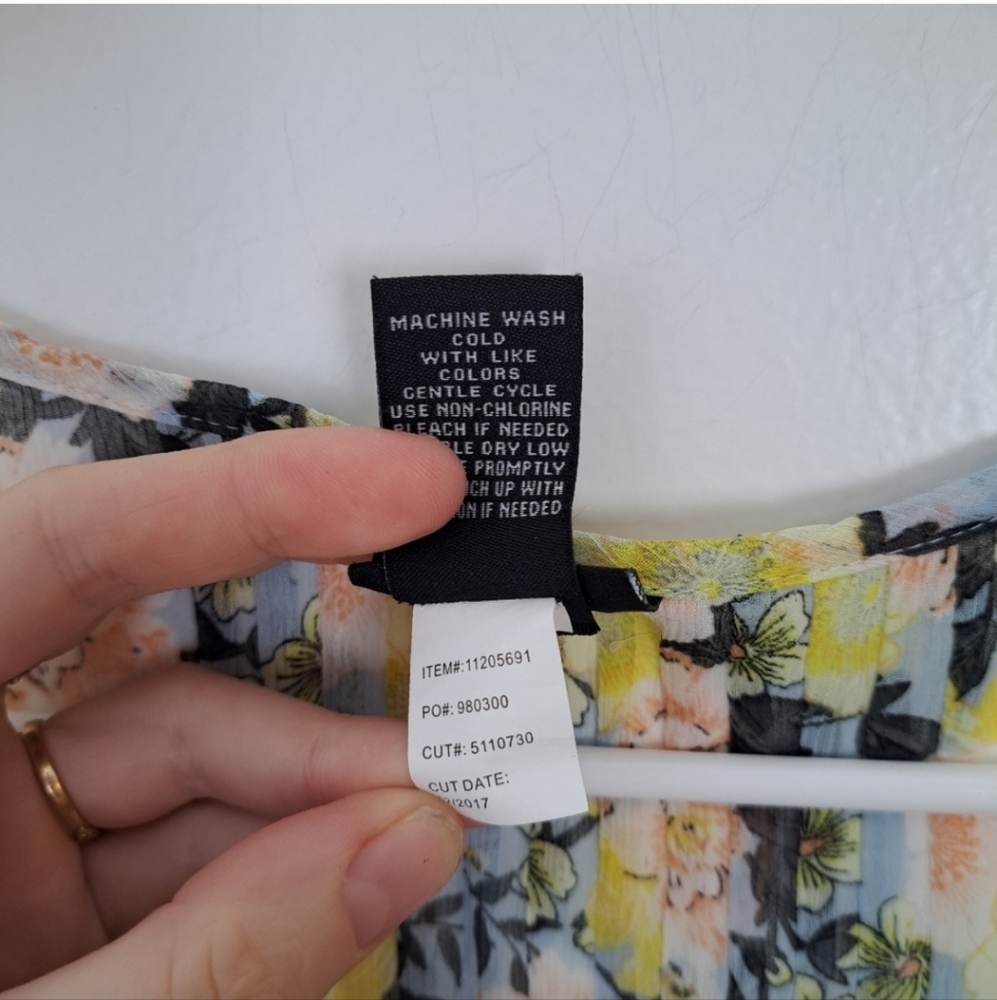 MACHINE WASH
COLD
WITH LIKE
COLORS
GENTLE CYCLE
USE NON-CHLORINE
BLEACH IF NEEDED
DRY LOW
PROMPTLY
UP WITH
IF NEEDED
ITEM#:11205691
PO#: 980300
CUT#: 5110730
CUT DATE:
/2017